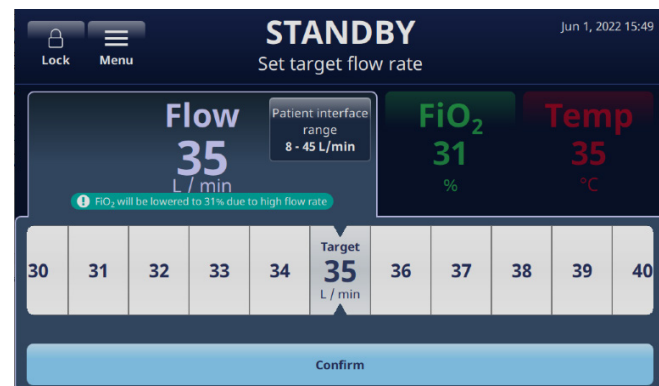 STANDBY
Set target flow rate
Jun 1, 2022 15:49
Lock
Menu
Flow
35
L / min
Patient interface
range
8 - 45 L/min
FiO₂ will be lowered to 31% due to high flow rate
FiO₂
31
%
Temp
35
°C
30 31 32 33 34
Target
35
L / min
36 37 38 39 40
Confirm